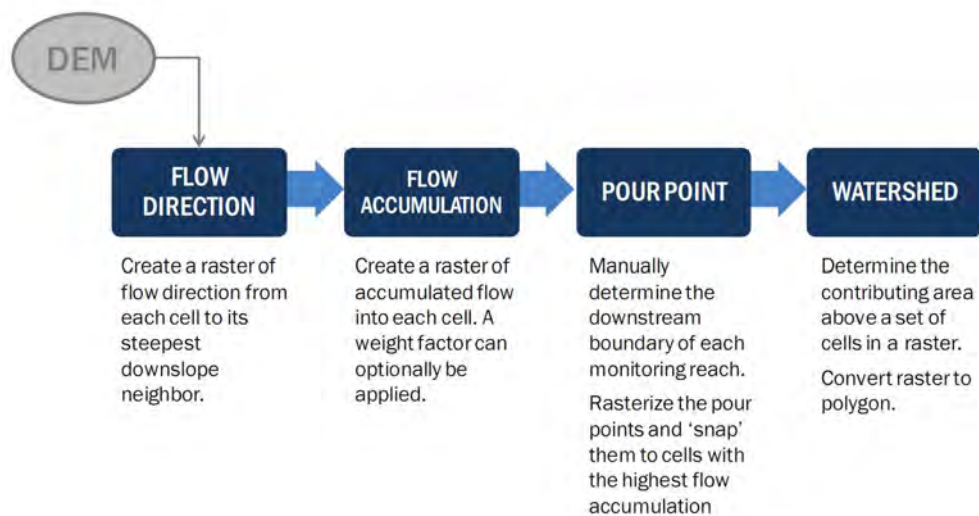 DEM
FLOW
DIRECTION
Create a raster of
flow direction from
each cell to its
steepest
downslope
neighbor.
FLOW
ACCUMULATION
Create a raster of
accumulated flow
into each cell. A
weight factor can
optionally be
applied.
POUR POINT
Manually
determine the
downstream
boundary of each
monitoring reach.
Rasterize the pour
points and ‘snap’
them to cells with
the highest flow
accumulation
WATERSHED
Determine the
contributing area
above a set of
cells in a raster.
Convert raster to
polygon.